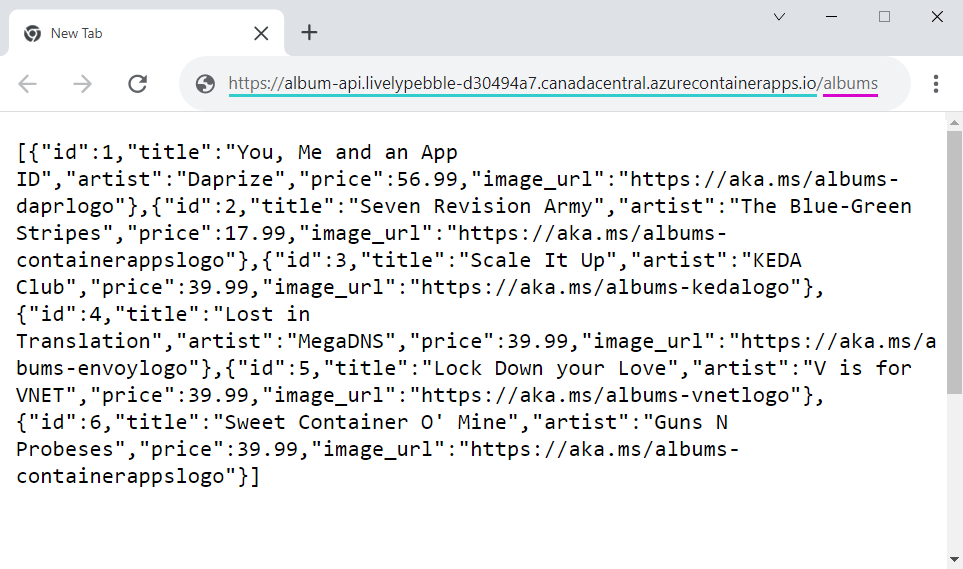 New Tab
https://album-api.livelypebble-d30494a7.canadacentral.azurecontainerapps.io/albums
[{"id":1,"title":"You, Me and an App
ID","artist":"Daprize","price":56.99,"image_url":"https://aka.ms/albums-
daprlogo"},{"id":2,"title":"Seven Revision Army","artist":"The Blue-Green
Stripes","price":17.99,"image_url":"https://aka.ms/albums-
containerappslogo"},{"id":3,"title":"Scale It Up","artist":"KEDA
Club","price":39.99,"image_url":"https://aka.ms/albums-kedalogo"},
{"id":4,"title":"Lost in
Translation","artist":"MegaDNS","price":39.99,"image_url":"https://aka.ms/a
bums-envoylogo"},{"id":5,"title":"Lock Down your Love","artist":"V is for
VNET","price":39.99,"image_url":"https://aka.ms/albums-vnetlogo"},
{"id":6,"title":"Sweet Container O' Mine","artist":"Guns N
Probeses","price":39.99,"image_url":"https://aka.ms/albums-
containerappslogo"}]